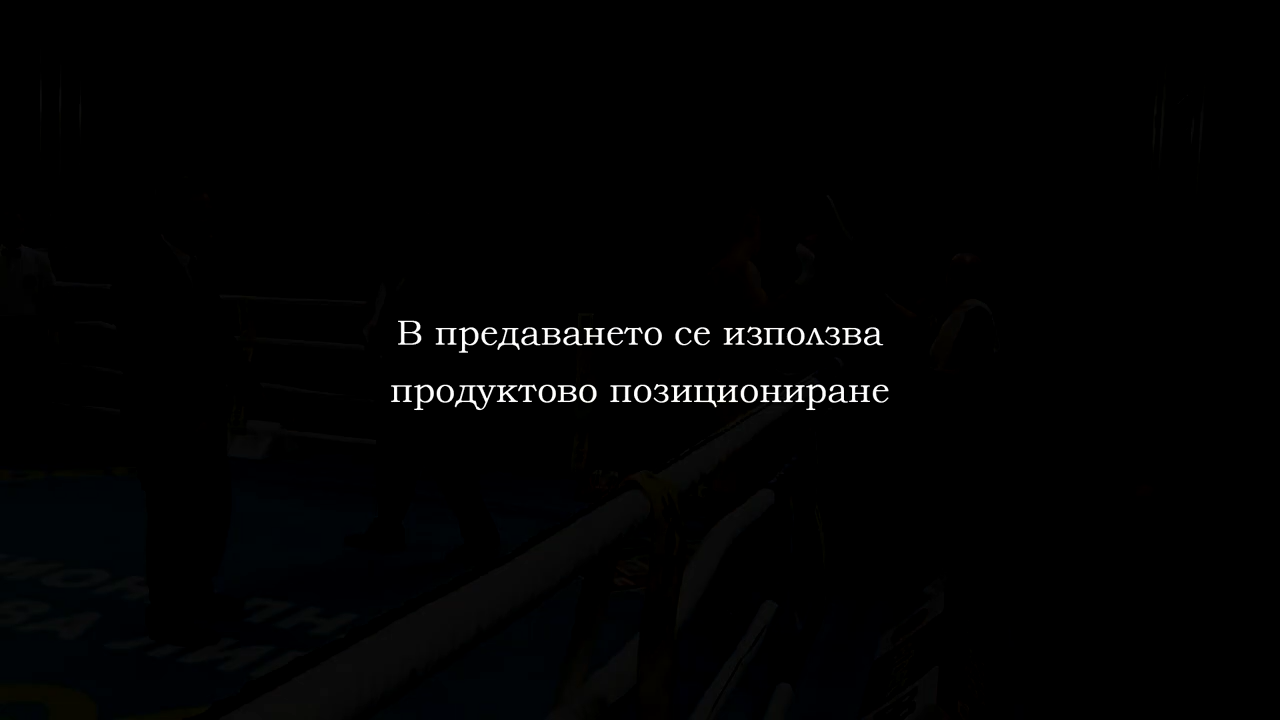 В предаването се използва
продуктово позициониране